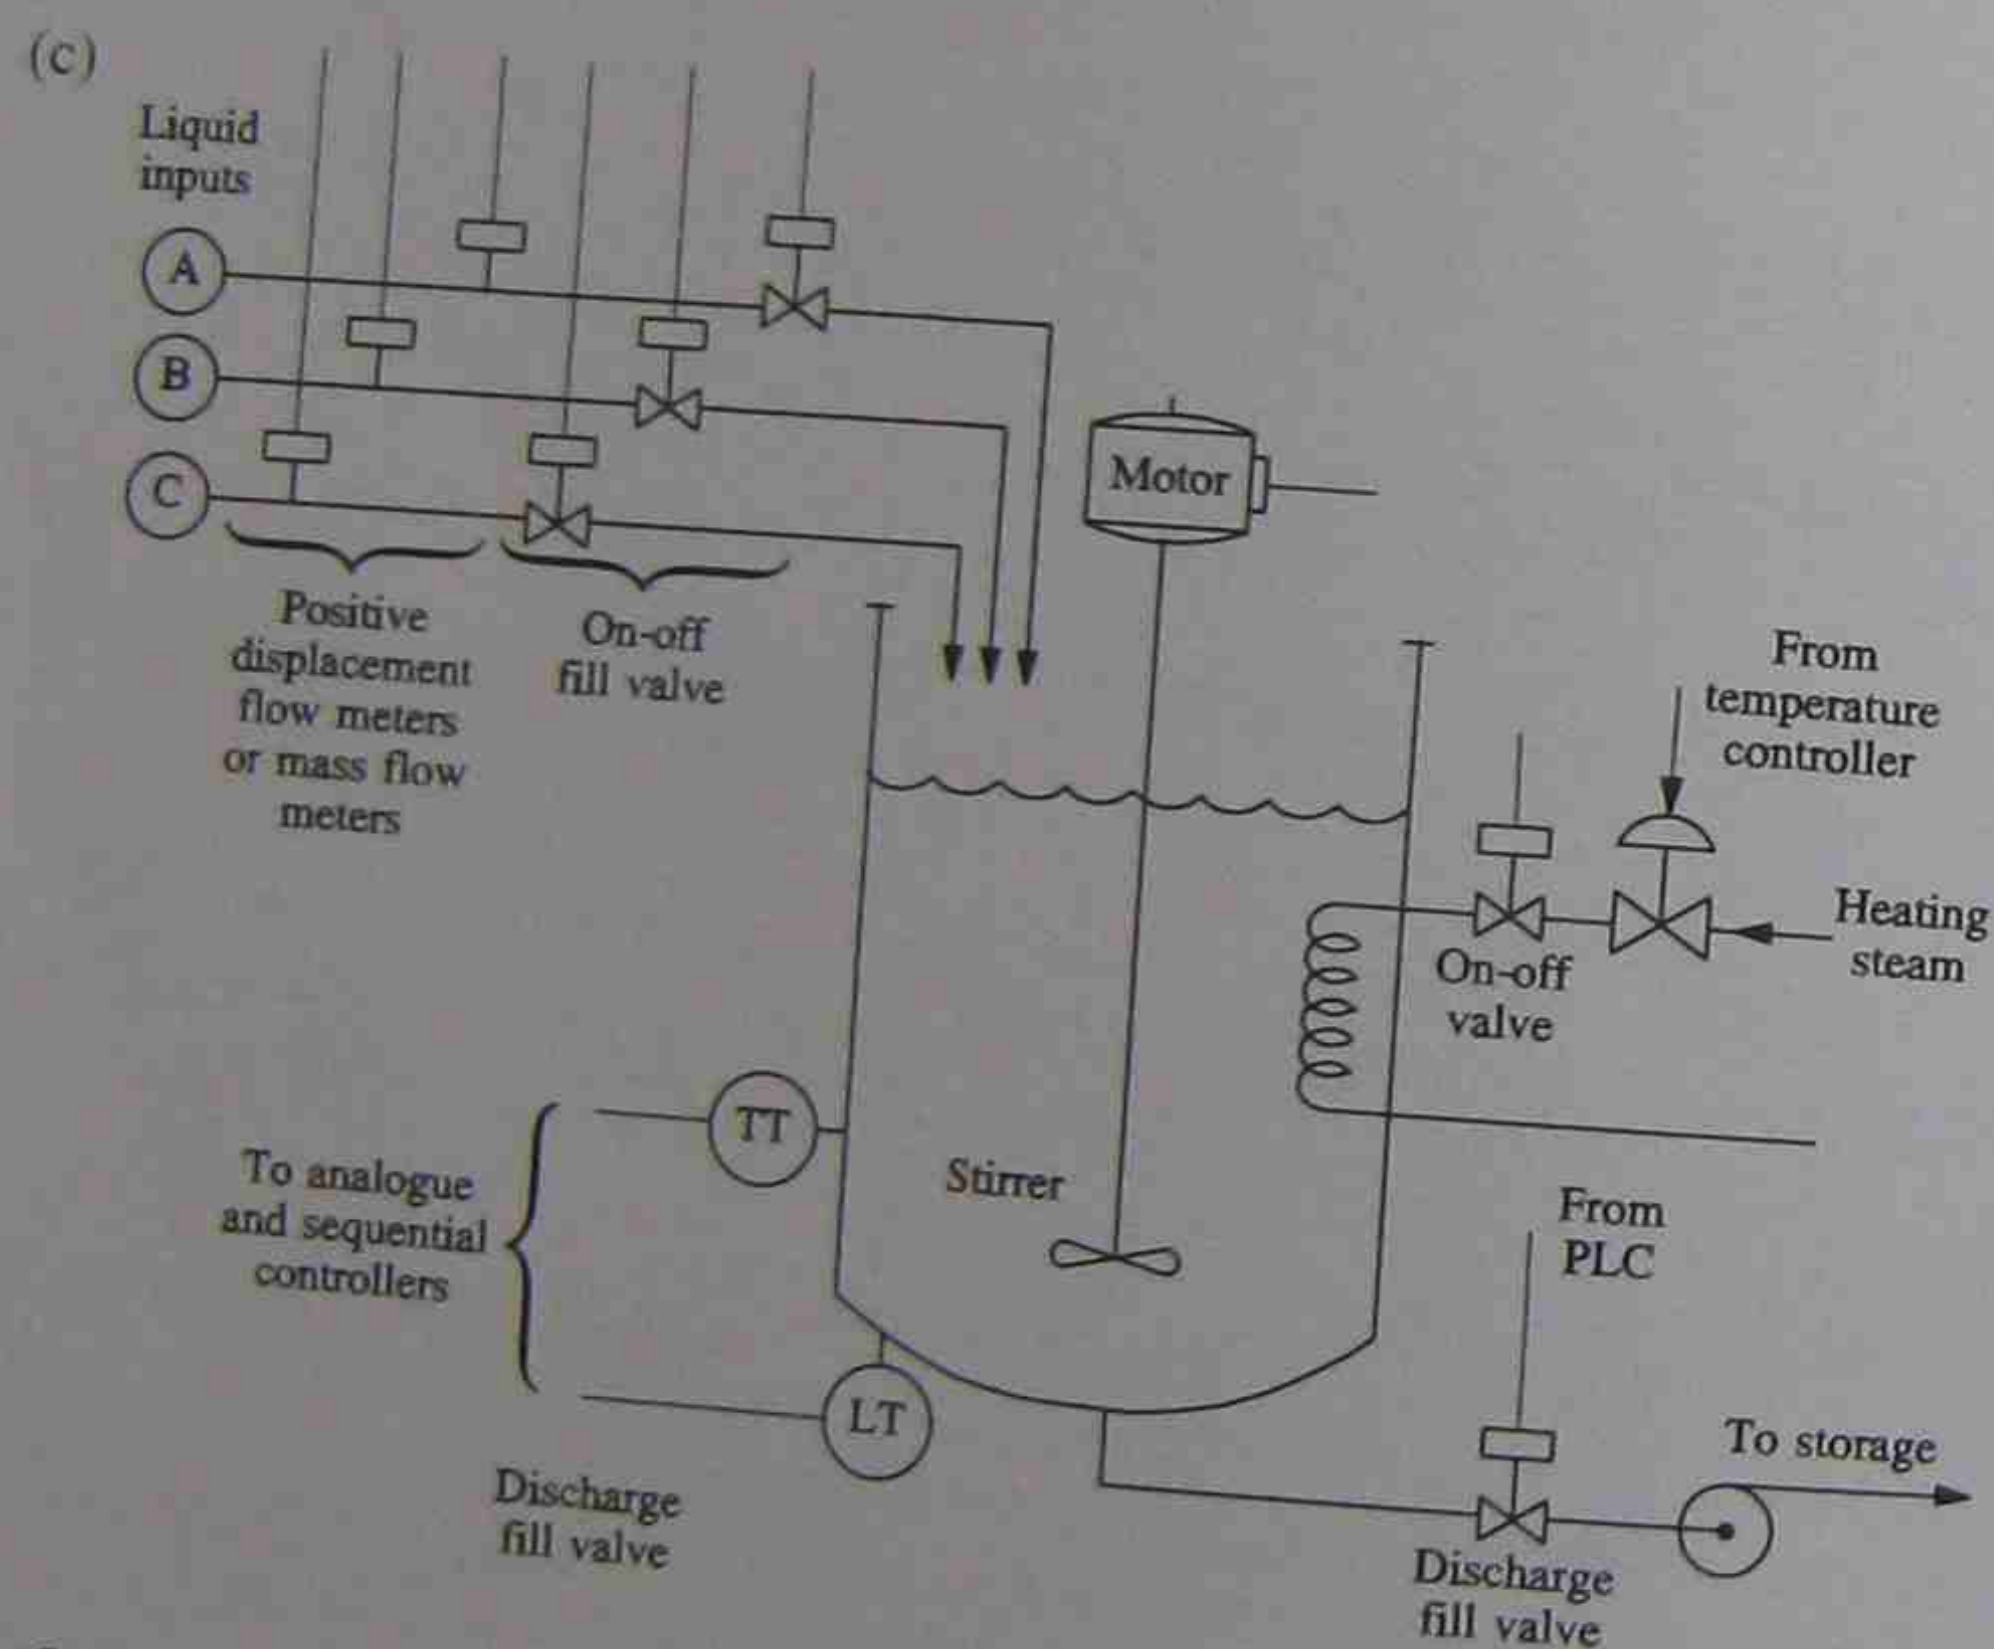 (c)
Liquid
inputs
A
B
C
Positive
displacement
flow meters
or mass flow
meters
On-off
fill valve
Motor
From
temperature
controller
Heating
steam
On-off
valve
TT
To analogue
and sequential
controllers
Stirrer
From
PLC
LT
Discharge
fill valve
To storage
Discharge
fill valve